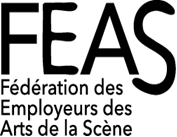 FEAS
Fédération des
Employeurs des
Arts de la Scène